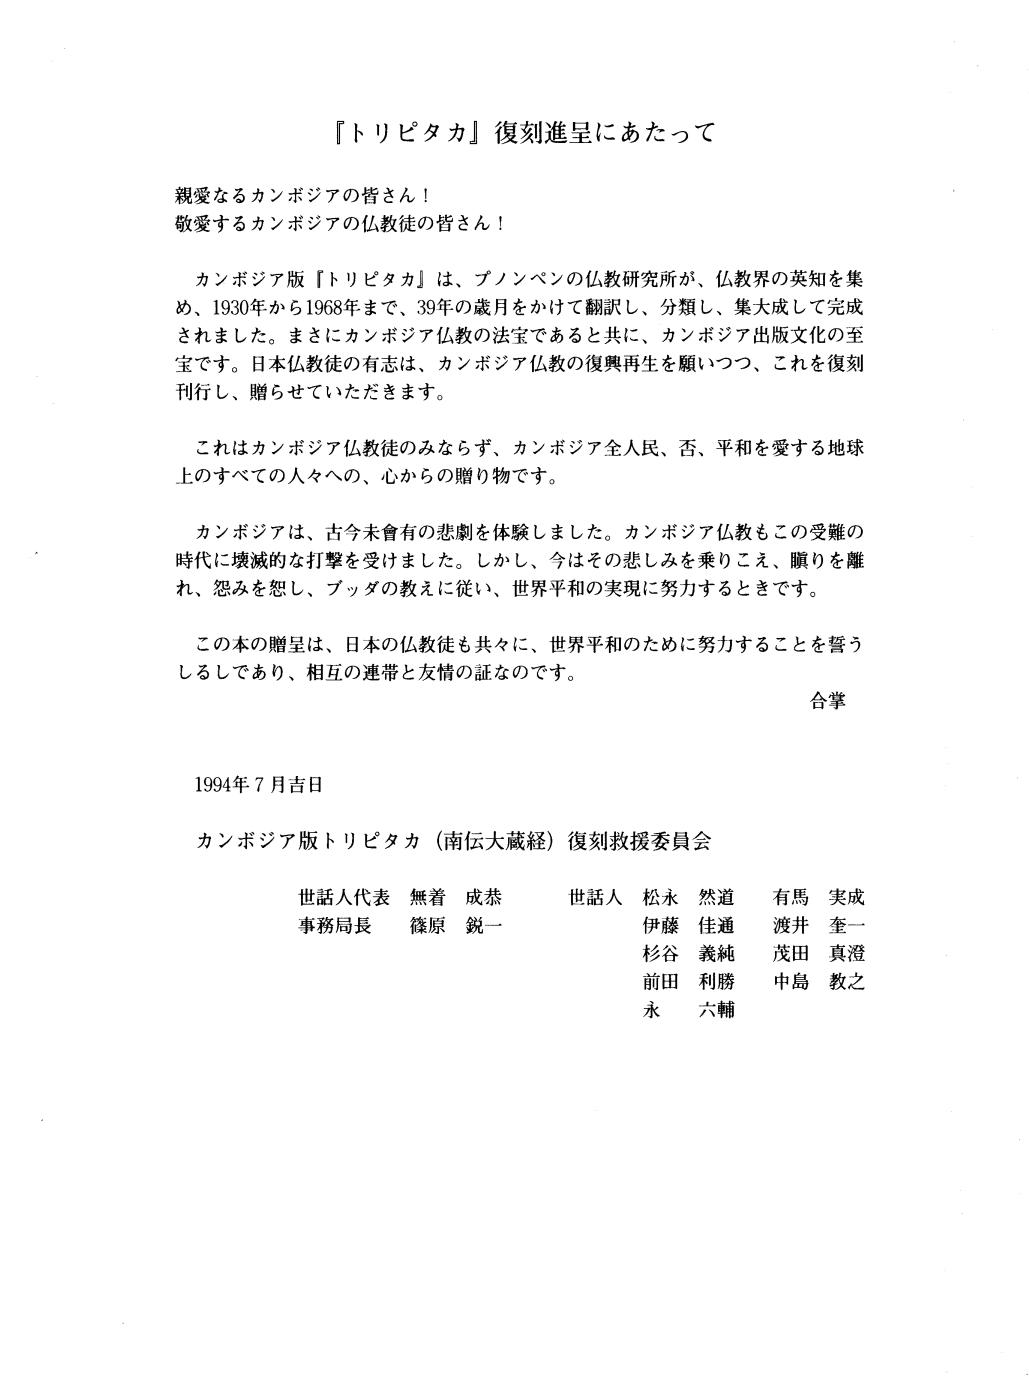 『トリピタカ』復刻進呈にあたって
親愛なるカンボジアの皆さん！
敬愛するカンボジアの仏教徒の皆さん！
カンボジア版『トリピタカ』は、プノンペンの仏教研究所が、仏教界の英知を集
め、1930年から1968年まで、39年の歳月をかけて翻訳し、分類し、集大成して完成
されました。まさにカンボジア仏教の法宝であると共に、カンボジア出版文化の至
宝です。日本仏教徒の有志は、カンボジア仏教の復興再生を願いつつ、これを復刻
刊行し、贈らせていただきます。
これはカンボジア仏教徒のみならず、カンボジア全人民、否、平和を愛する地球
上のすべての人々への、心からの贈り物です。
カンボジアは、古今未會有の悲劇を体験しました。カンボジア仏教もこの受難の
時代に壊滅的な打撃を受けました。しかし、今はその悲しみを乗りこえ、瞋りを離
れ、怨みを恕し、ブッダの教えに従い、世界平和の実現に努力するときです。
この本の贈呈は、日本の仏教徒も共々に、世界平和のために努力することを誓う
しるしであり、相互の連帯と友情の証なのです。
合掌
1994年７月吉日
カンボジア版トリピタカ（南伝大蔵経）復刻救援委員会
世話人代表　無着　成恭　世話人　松永　然道　有馬　実成
事務局長　篠原　鋭一　伊藤　佳通　渡井　奎一
杉谷　義純　茂田　真澄
前田　利勝　中島　教之
永　六輔